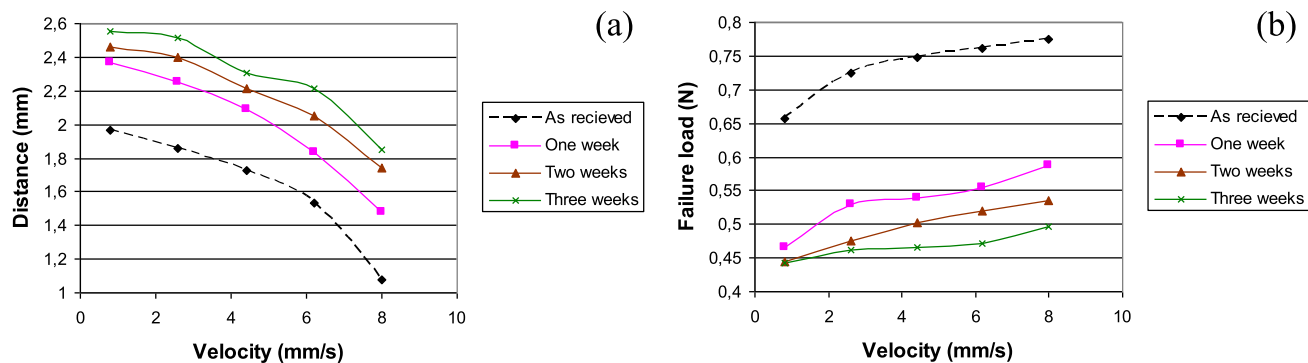 (a)
2,6
2,4
2,2
2
1,8
1,6
1,4
1,2
1
Distance (mm)
0 2 4 6 8 10
Velocity (mm/s)
As recieved
One week
Two weeks
Three weeks
(b)
0,8
0,75
0,7
0,65
0,6
0,55
0,5
0,45
0,4
Failure load (N)
0 2 4 6 8 10
Velocity (mm/s)
As recieved
One week
Two weeks
Three weeks